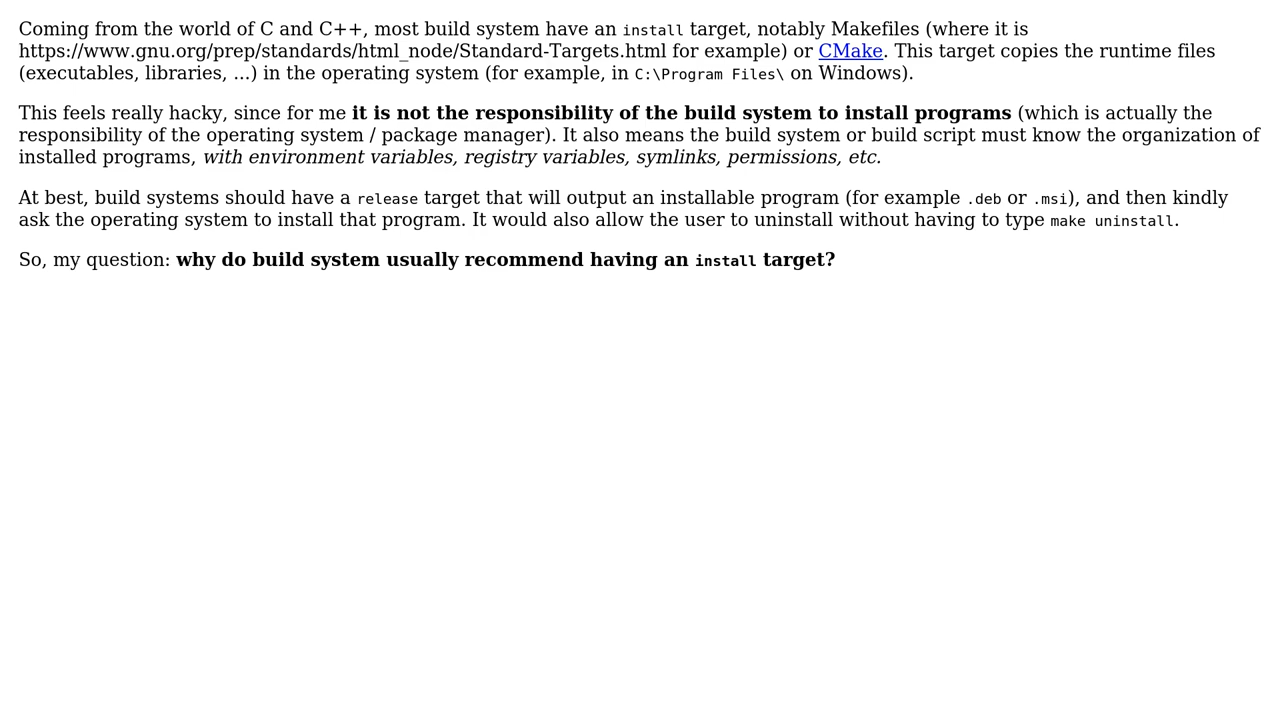 Coming from the world of C and C++, most build system have an install target, notably Makefiles (where it is
https://www.gnu.org/prep/standards/html_node/Standard-Targets.html for example) or CMake. This target copies the runtime files
(executables, libraries, ...) in the operating system (for example, in C:\Program Files\ on Windows).
This feels really hacky, since for me it is not the responsibility of the build system to install programs (which is actually the
responsibility of the operating system / package manager). It also means the build system or build script must know the organization of
installed programs, with environment variables, registry variables, symlinks, permissions, etc.
At best, build systems should have a release target that will output an installable program (for example .deb or .msi), and then kindly
ask the operating system to install that program. It would also allow the user to uninstall without having to type make uninstall.
So, my question: why do build system usually recommend having an install target?